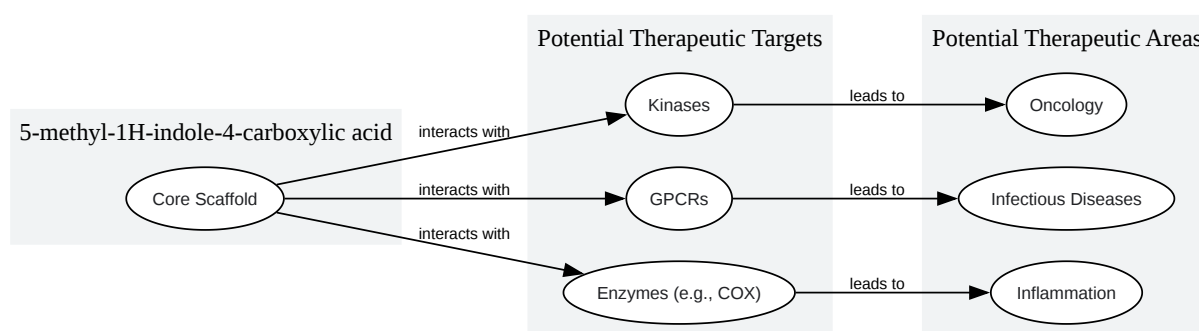 Potential Therapeutic Targets
Potential Therapeutic Areas
Kinases
leads to
Oncology
5-methyl-1H-indole-4-carboxylic acid
interacts with
Core Scaffold
interacts with
GPCRs
leads to
Infectious Diseases
interacts with
Enzymes (e.g., COX)
leads to
Inflammation